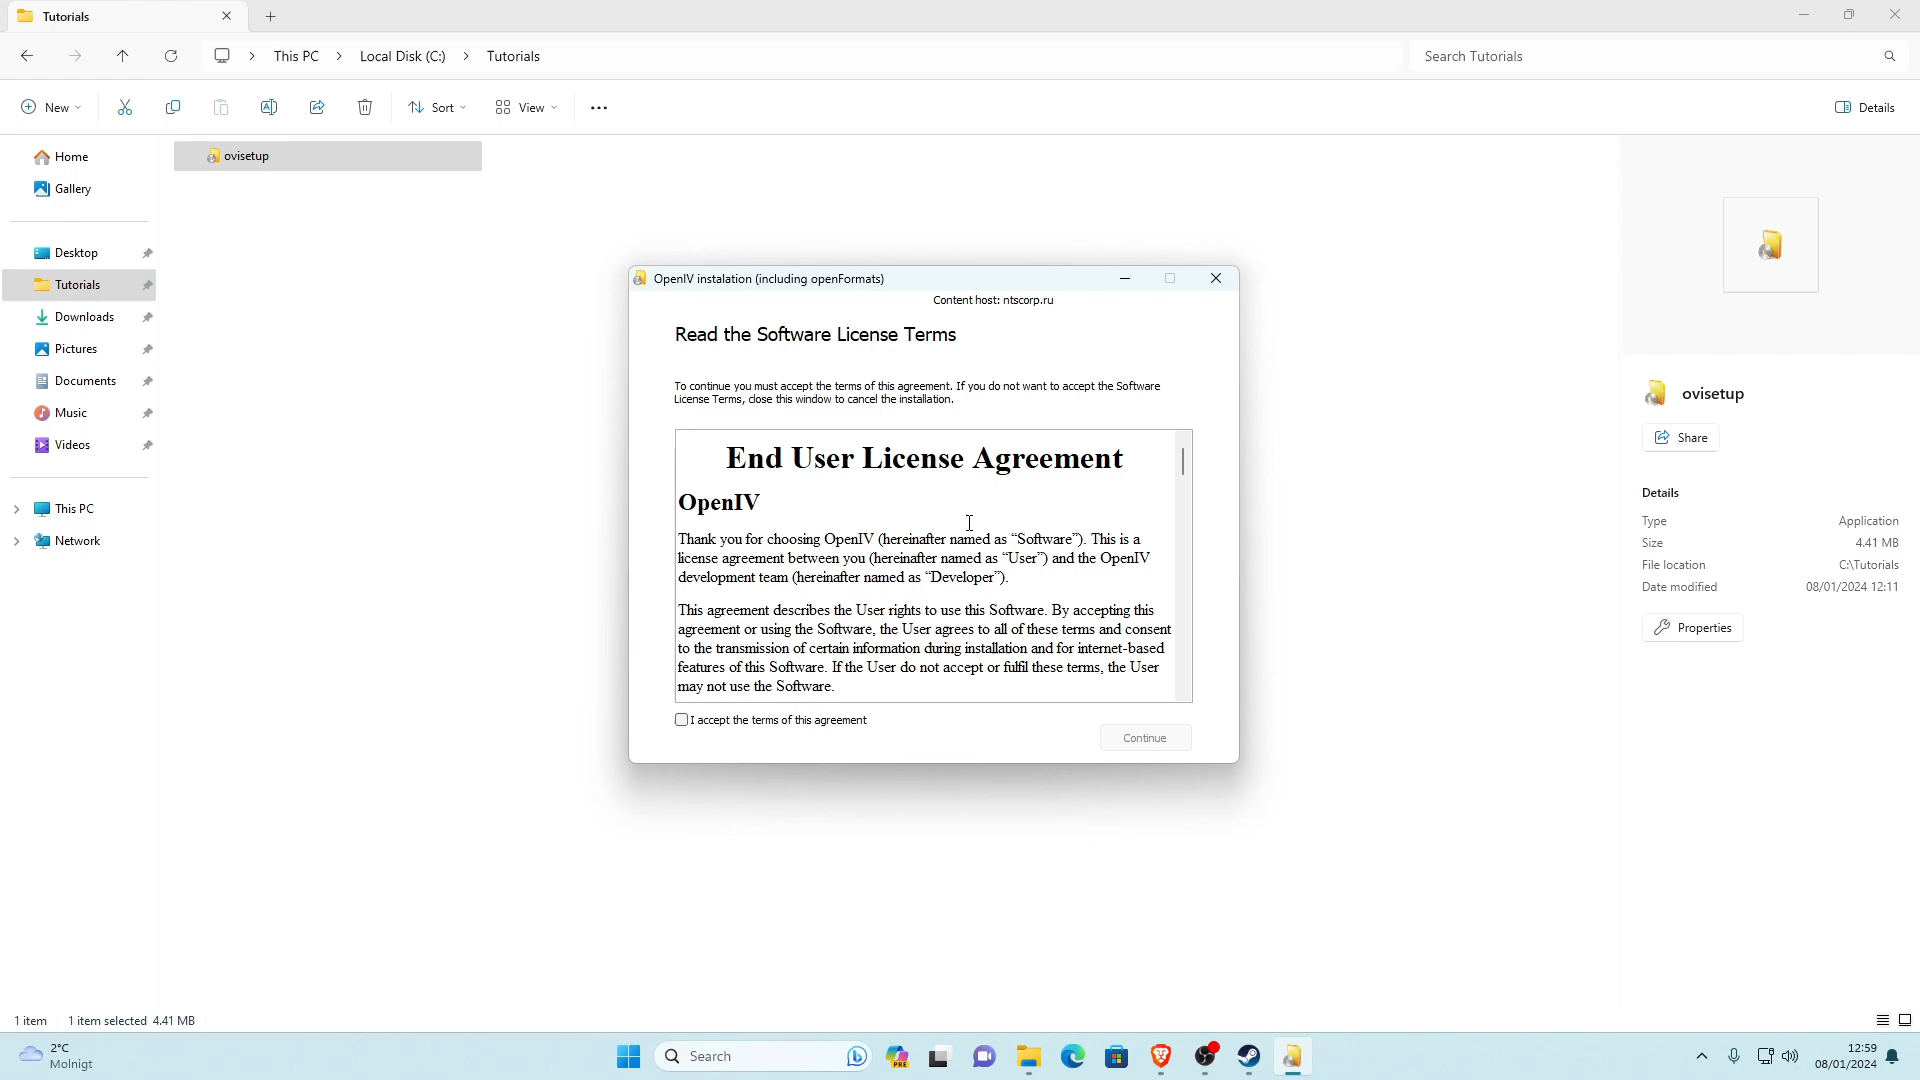 Tutorials
This PC > Local Disk (C:) > Tutorials
Search Tutorials
New
Sort
View
Details
Home
Gallery
Desktop
Tutorials
Downloads
Pictures
Documents
Music
Videos
This PC
Network
ovisetup
OpenIV instalation (including openFormats)
Content host: ntscorp.ru
Read the Software License Terms
To continue you must accept the terms of this agreement. If you do not want to accept the Software
License Terms, close this window to cancel the installation.
End User License Agreement
OpenIV
Thank you for choosing OpenIV (hereinafter named as “Software”). This is a
license agreement between you (hereinafter named as “User”) and the OpenIV
development team (hereinafter named as “Developer”).
This agreement describes the User rights to use this Software. By accepting this
agreement or using the Software, the User agrees to all of these terms and consent
to the transmission of certain information during installation and for internet-based
features of this Software. If the User do not accept or fulfil these terms, the User
may not use the Software.
I accept the terms of this agreement
Continue
ovisetup
Share
Details
Type Application
Size 4.41 MB
File location C:\Tutorials
Date modified 08/01/2024 12:11
Properties
1 item 1 item selected 4.41 MB
2°C
Molnigt
Search
PRE
12:59
08/01/2024